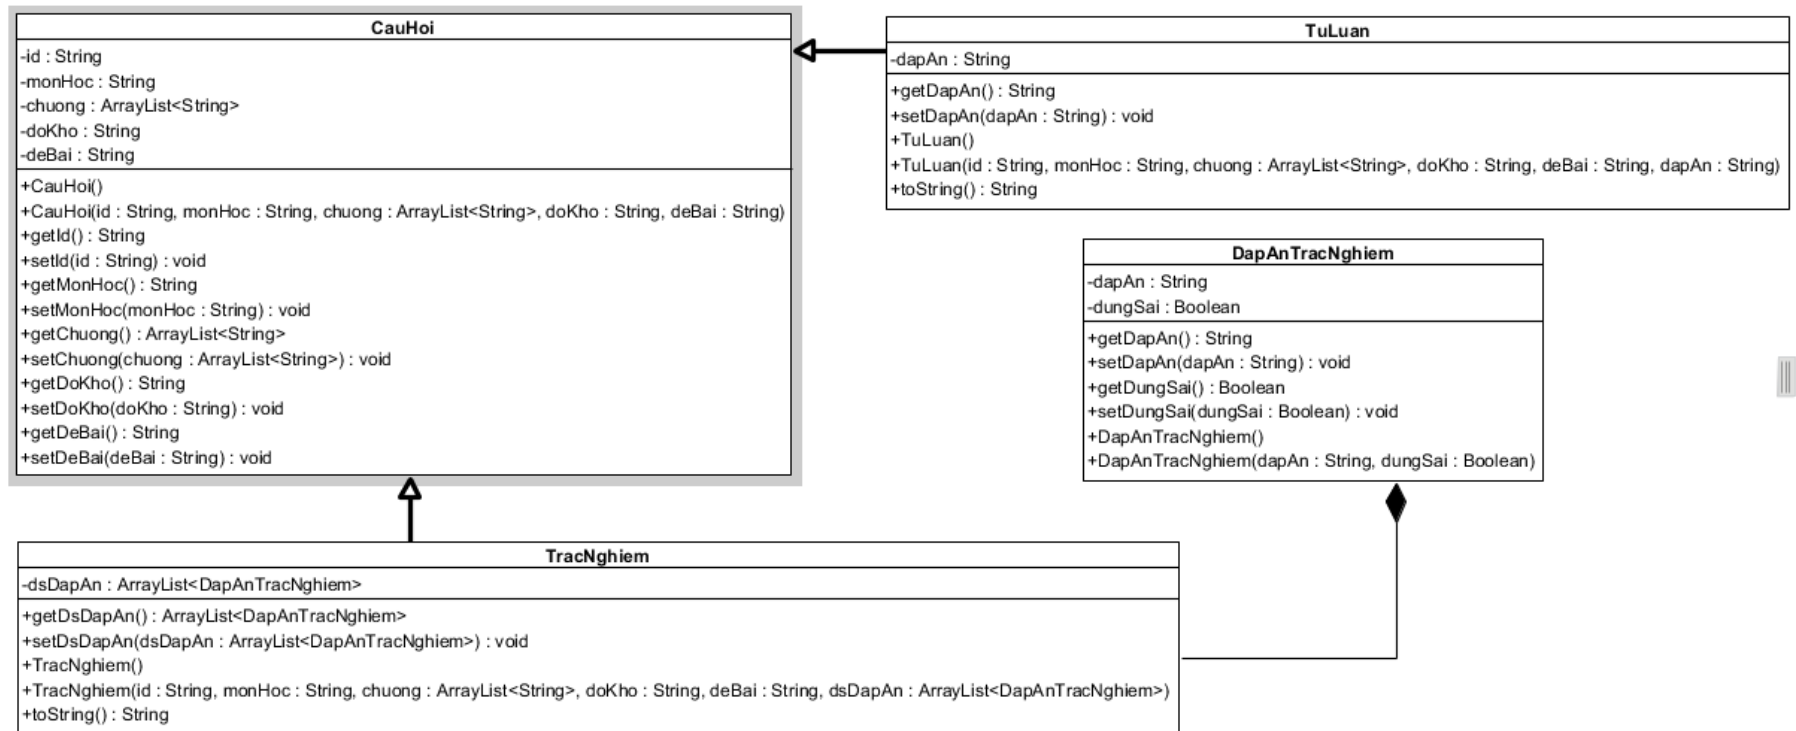 CauHoi
-id : String
-monHoc : String
-chuong : ArrayList<String>
-doKho : String
-deBai : String
+CauHoi()
+CauHoi(id : String, monHoc : String, chuong : ArrayList<String>, doKho : String, deBai : String)
+getId() : String
+setId(id : String) : void
+getMonHoc() : String
+setMonHoc(monHoc : String) : void
+getChuong() : ArrayList<String>
+setChuong(chuong : ArrayList<String>) : void
+getDoKho() : String
+setDoKho(doKho : String) : void
+getDeBai() : String
+setDeBai(deBai : String) : void
TuLuan
-dapAn : String
+getDapAn() : String
+setDapAn(dapAn : String) : void
+TuLuan()
+TuLuan(id : String, monHoc : String, chuong : ArrayList<String>, doKho : String, deBai : String, dapAn : String)
+toString() : String
DapAnTracNghiem
-dapAn : String
-dungSai : Boolean
+getDapAn() : String
+setDapAn(dapAn : String) : void
+getDungSai() : Boolean
+setDungSai(dungSai : Boolean) : void
+DapAnTracNghiem()
+DapAnTracNghiem(dapAn : String, dungSai : Boolean)
TracNghiem
-dsDapAn : ArrayList<DapAnTracNghiem>
+getDsDapAn() : ArrayList<DapAnTracNghiem>
+setDsDapAn(dsDapAn : ArrayList<DapAnTracNghiem>) : void
+TracNghiem()
+TracNghiem(id : String, monHoc : String, chuong : ArrayList<String>, doKho : String, deBai : String, dsDapAn : ArrayList<DapAnTracNghiem>)
+toString() : String